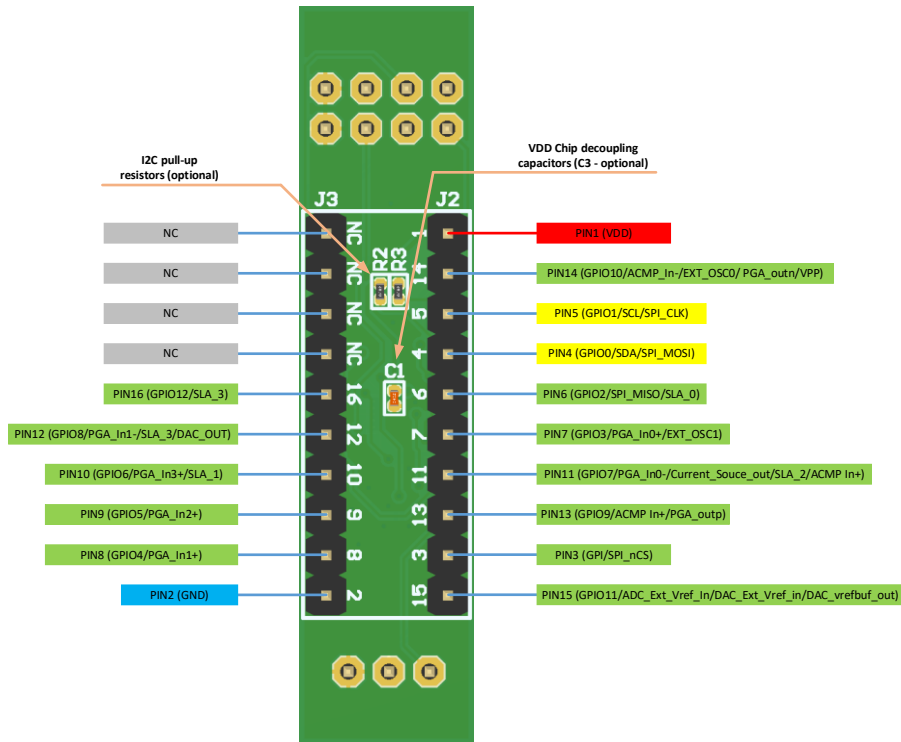 I2C pull-up
resistors (optional)
VDD Chip decoupling
capacitors (C3 - optional)
J3
J2
NC
NC
1
PIN1 (VDD)
R2
R3
NC
NC
14
PIN14 (GPIO10/ACMP_In-/EXT_OSC0/ PGA_outn/VPP)
NC
NC
5
PIN5 (GPIO1/SCL/SPI_CLK)
NC
NC
4
PIN4 (GPIO0/SDA/SPI_MOSI)
C1
PIN16 (GPIO12/SLA_3)
16
6
PIN6 (GPIO2/SPI_MISO/SLA_0)
PIN12 (GPIO8/PGA_In1-/SLA_3/DAC_OUT)
12
7
PIN7 (GPIO3/PGA_In0+/EXT_OSC1)
PIN10 (GPIO6/PGA_In3+/SLA_1)
10
11
PIN11 (GPIO7/PGA_In0-/Current_Souce_out/SLA_2/ACMP In+)
PIN9 (GPIO5/PGA_In2+)
9
13
PIN13 (GPIO9/ACMP In+/PGA_outp)
PIN8 (GPIO4/PGA_In1+)
8
3
PIN3 (GPI/SPI_nCS)
PIN2 (GND)
2
15
PIN15 (GPIO11/ADC_Ext_Vref_In/DAC_Ext_Vref_in/DAC_vrefbuf_out)